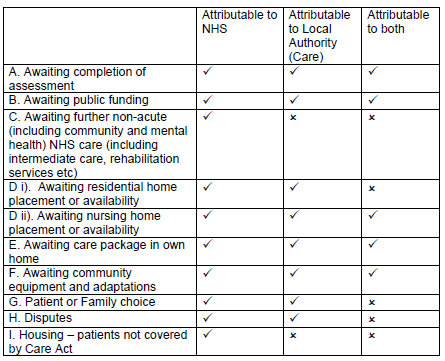 Attributable to NHS
Attributable to Local Authority (Care)
Attributable to both
A. Awaiting completion of assessment ✓ ✓ ✓
B. Awaiting public funding ✓ ✓ ✓
C. Awaiting further non-acute (including community and mental health) NHS care (including intermediate care, rehabilitation services etc) ✓ × ×
D i). Awaiting residential home placement or availability ✓ ✓ ×
D ii). Awaiting nursing home placement or availability ✓ ✓ ✓
E. Awaiting care package in own home ✓ ✓ ✓
F. Awaiting community equipment and adaptations ✓ ✓ ✓
G. Patient or Family choice ✓ ✓ ×
H. Disputes ✓ ✓ ×
I. Housing – patients not covered by Care Act ✓ × ×